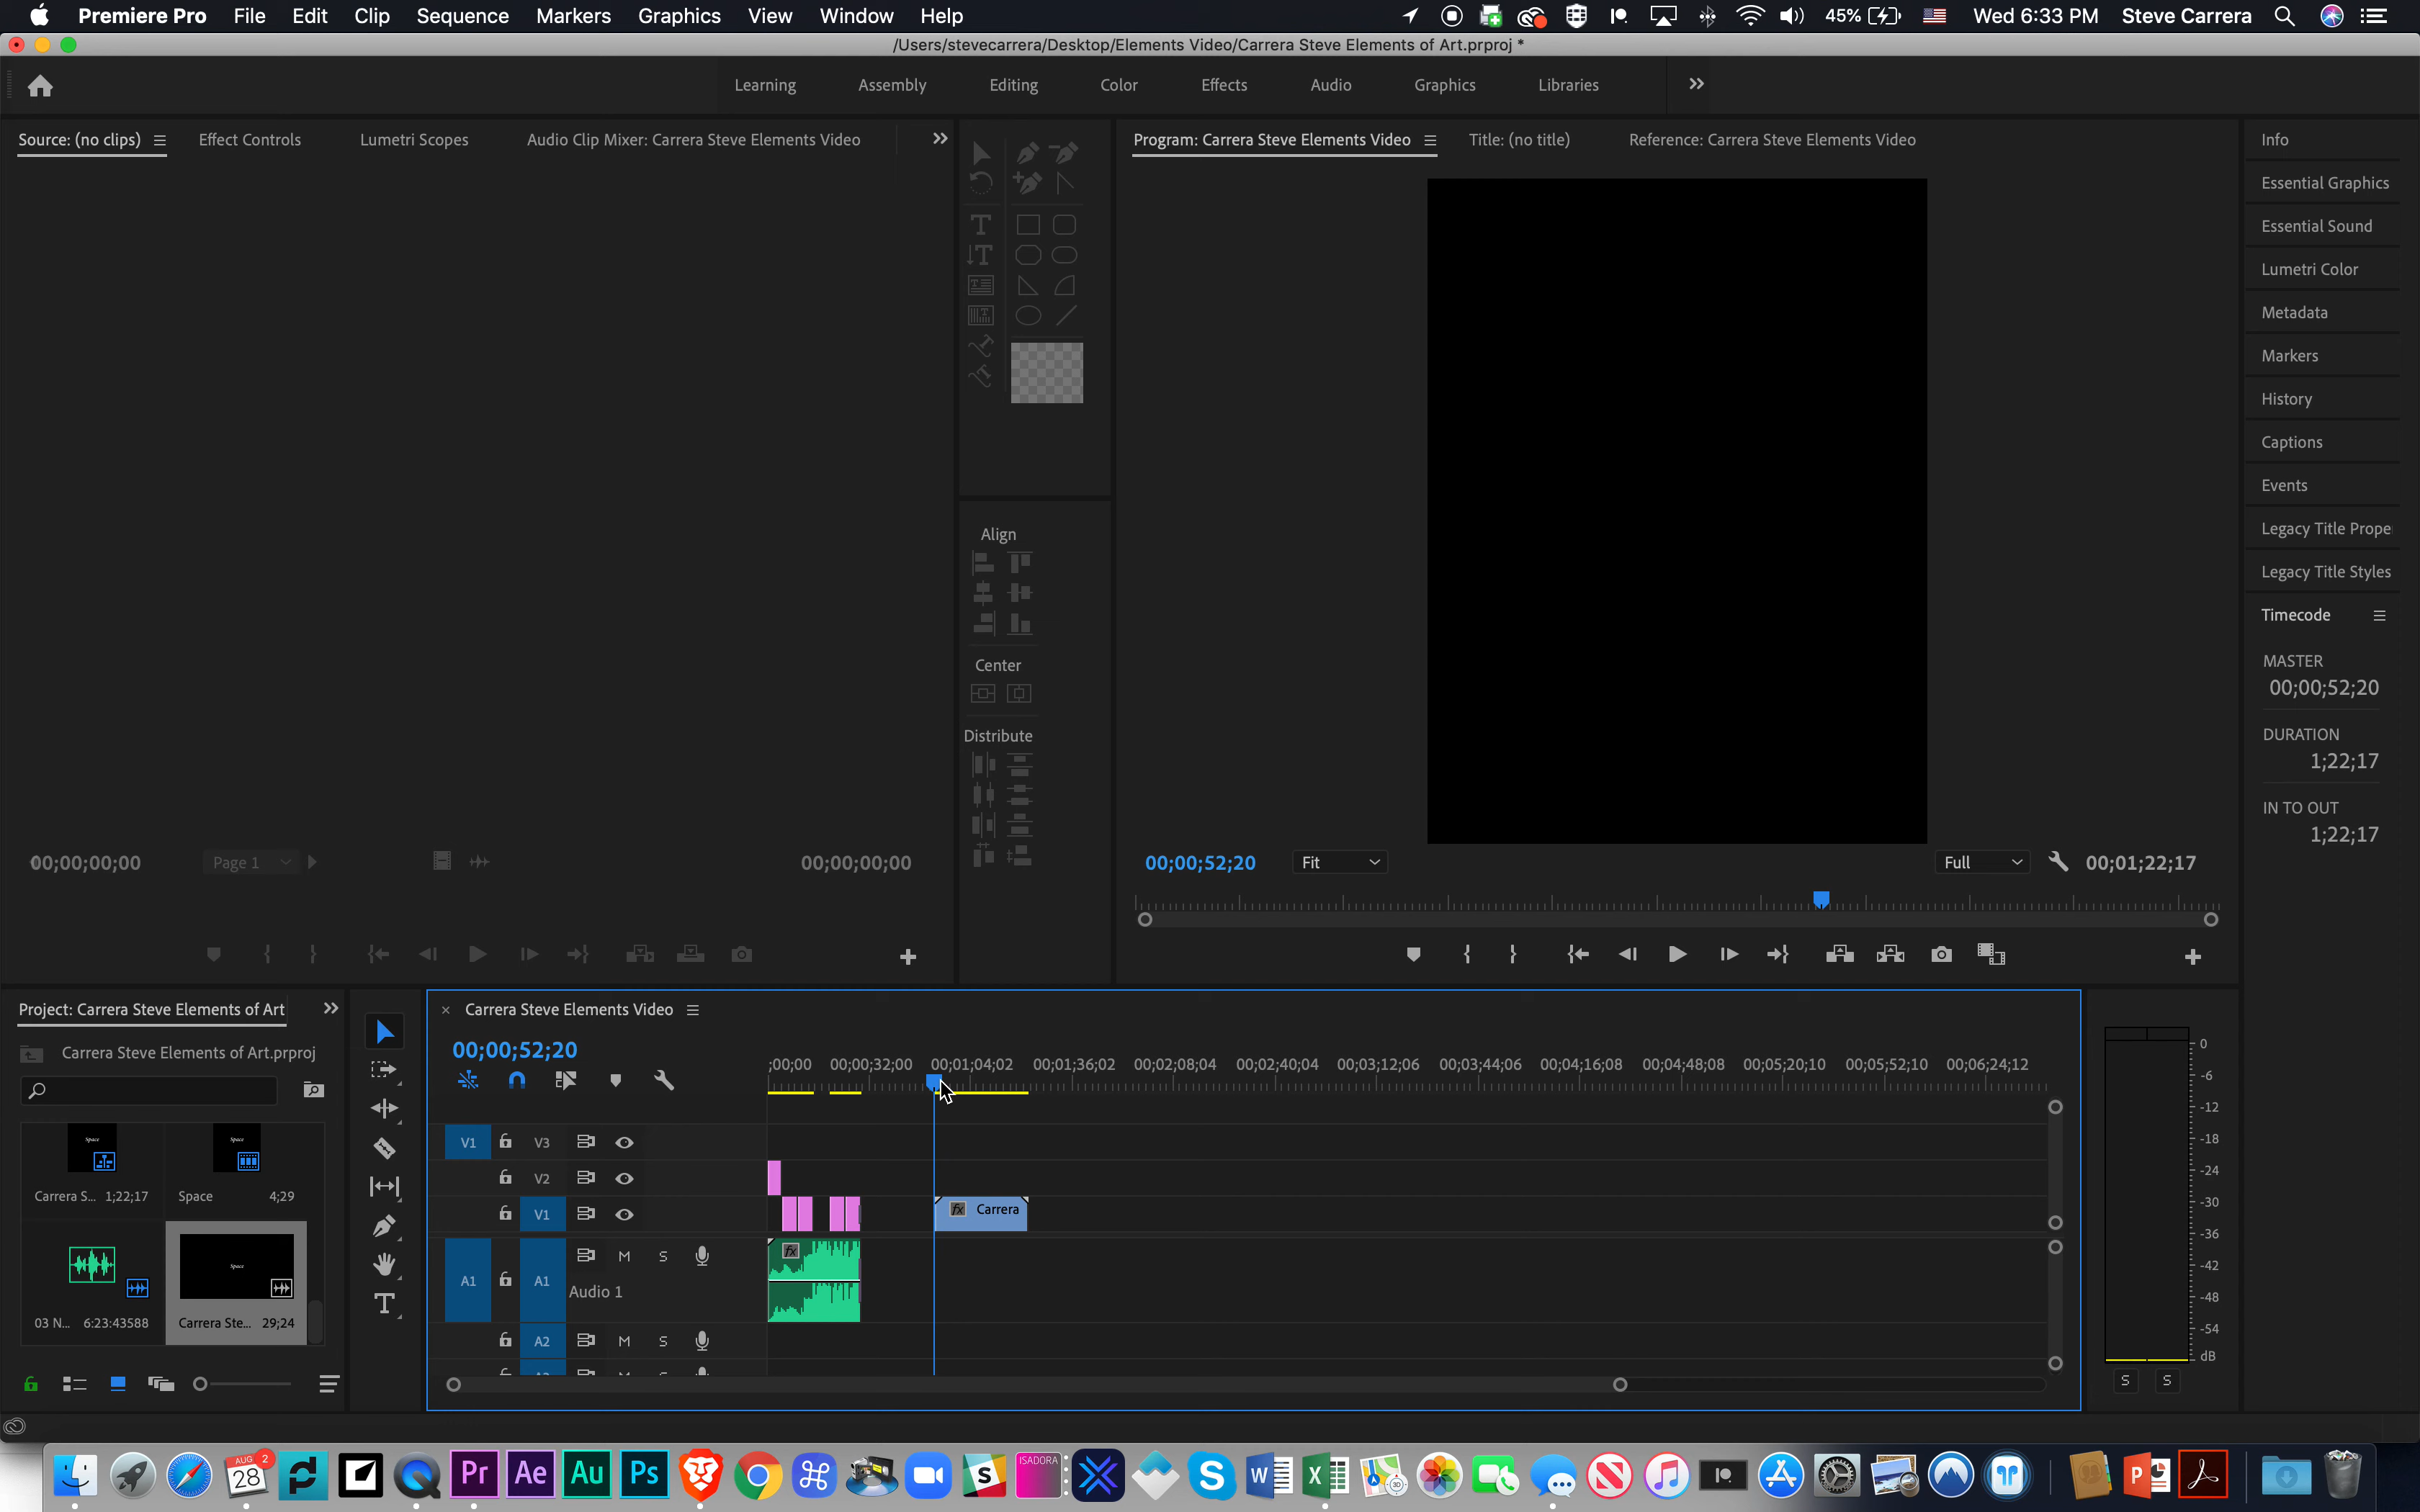 Premiere Pro File Edit Clip Sequence Markers Graphics View Window Help 45% Wed 6:33 PM Steve Carrera
/Users/stevecarrera/Desktop/Elements Video/Carrera Steve Elements of Art.prproj *
Learning Assembly Editing Color Effects Audio Graphics Libraries
Source: (no clips) Effect Controls Lumetri Scopes Audio Clip Mixer: Carrera Steve Elements Video
Program: Carrera Steve Elements Video Title: (no title) Reference: Carrera Steve Elements Video
Info
Essential Graphics
Essential Sound
Lumetri Color
Metadata
Markers
History
Captions
Events
Legacy Title Prope
Legacy Title Styles
Timecode
MASTER
00;00;52;20
DURATION
1;22;17
IN TO OUT
1;22;17
Align
Center
Distribute
00;00;00;00 Page 1 00;00;00;00
00;00;52;20 Fit Full 00;01;22;17
Project: Carrera Steve Elements of Art
Carrera Steve Elements of Art.prproj
Space Space
Carrera S... 1;22;17 Space 4;29
Space
03 N... 6:23:43588 Carrera Ste... 29;24
Carrera Steve Elements Video
00;00;52;20
;00;00 00;00;32;00 00;01;04;02 00;01;36;02 00;02;08;04 00;02;40;04 00;03;12;06 00;03;44;06 00;04;16;08 00;04;48;08 00;05;20;10 00;05;52;10 00;06;24;12
V1 V3
V2
V1 fx Carrera
fx
A1 A1 M S
Audio 1
A2 M S
0
-6
-12
-18
-24
-30
-36
-42
-48
-54
dB
S S
AUG 2
28
Pr Ae Au Ps S ISADORA S W X 3D P